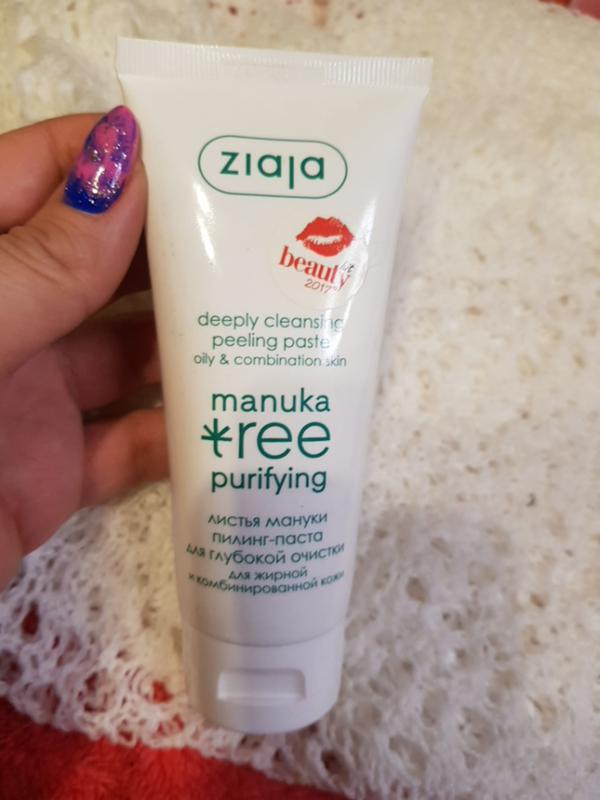 ziaja
beauty hit
2017
deeply cleansing
peeling paste
oily & combination skin
manuka
tree
purifying
листья мануки
пилинг-паста
для глубокой очистки
для жирной
и комбинированной кожи